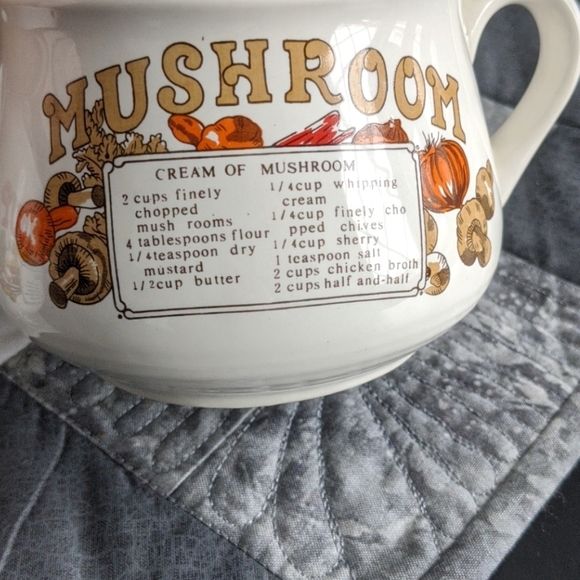 MUSHROOM
CREAM OF MUSHROOM
2 cups finely
chopped
mush rooms
4 tablespoons flour
1/4teaspoon dry
mustard
1/2cup butter
1/4cup whipping
cream
1/4cup finely cho
pped chives
1/4cup sherry
1 teaspoon salt
2 cups chicken broth
2 cups half and-half